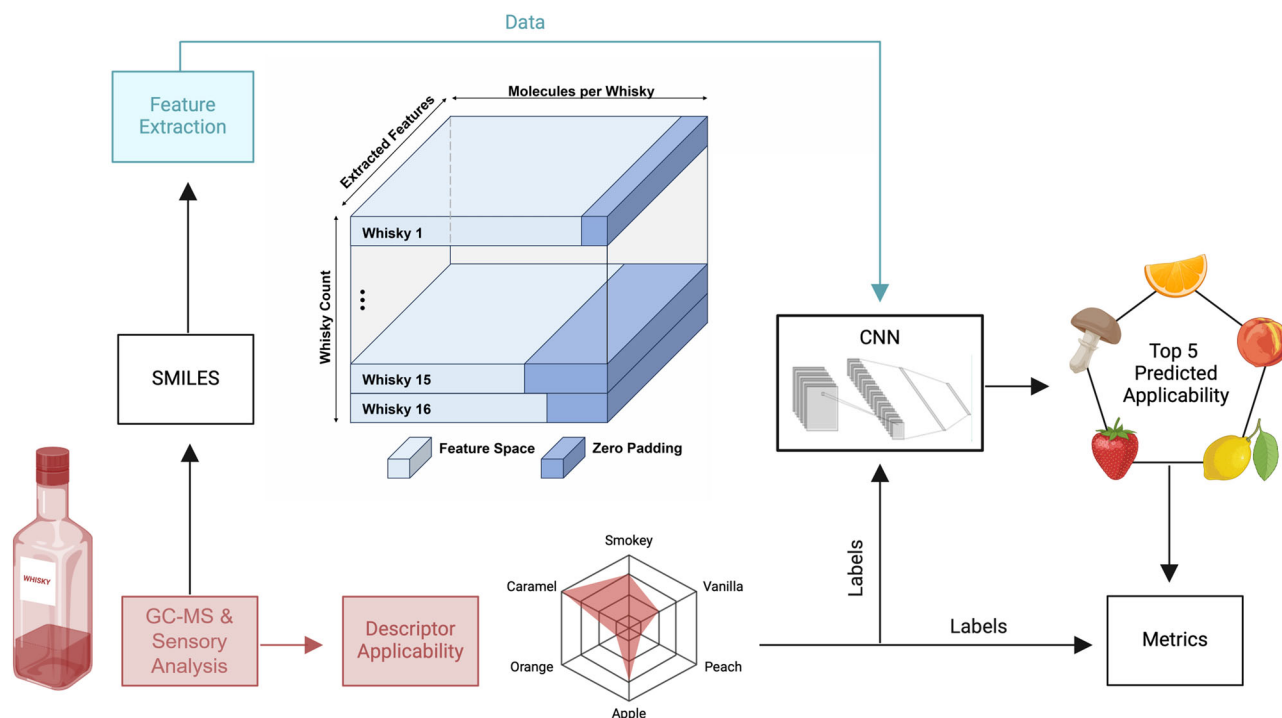 Data
Feature
Extraction
Molecules per Whisky
Extracted Features
Whisky 1
Whisky Count
Whisky 15
Whisky 16
Feature Space
Zero Padding
SMILES
CNN
Top 5
Predicted
Applicability
WHISKY
GC-MS &
Sensory
Analysis
Descriptor
Applicability
Smokey
Caramel
Vanilla
Orange
Peach
Apple
Labels
Labels
Metrics